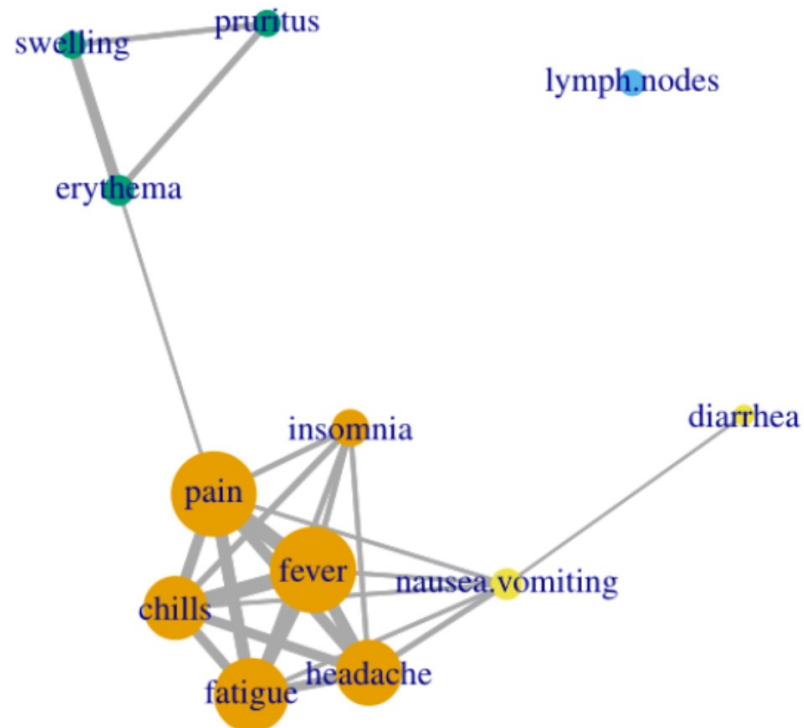 pruritus
swelling
lymph.nodes
erythema
diarrhea
insomnia
pain
fever
nausea.vomiting
chills
headache
fatigue